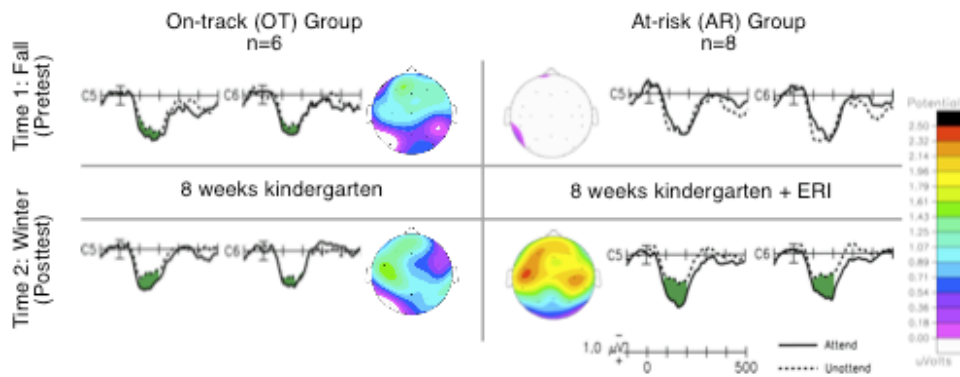 On-track (OT) Group
n=6
At-risk (AR) Group
n=8
Time 1: Fall
(Pretest)
C5
C6
C5
C6
Potential
2.50
2.32
2.14
1.96
1.79
1.61
1.43
1.25
1.07
0.89
0.71
0.54
0.36
0.18
0.00
uVolts
8 weeks kindergarten
8 weeks kindergarten + ERI
Time 2: Winter
(Posttest)
C5
C6
C5
C6
1.0 µV
−
+
0
500
Attend
Unattend